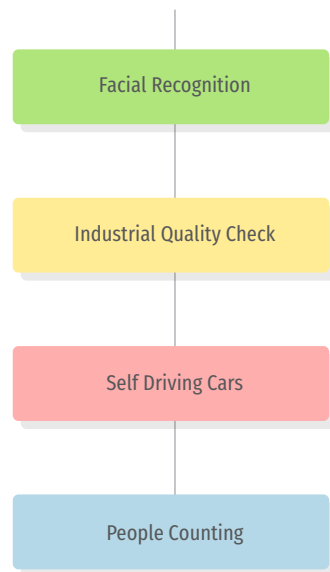 Facial Recognition
Industrial Quality Check
Self Driving Cars
People Counting